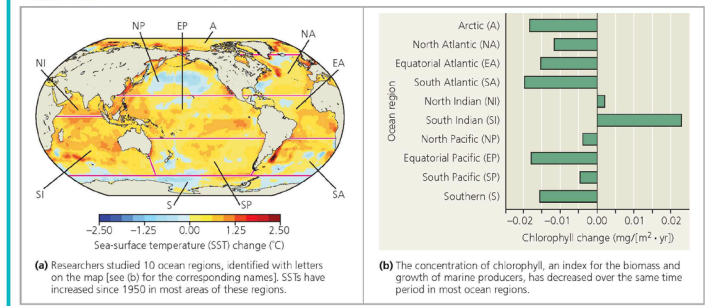 NP
EP
A
NA
NI
EA
SI
S
SP
SA
-2.50 -1.25 0.00 1.25 2.50
Sea-surface temperature (SST) change (˚C)
(a) Researchers studied 10 ocean regions, identified with letters
on the map [see (b) for the corresponding names]. SSTs have
increased since 1950 in most areas of these regions.
Ocean region
Arctic (A)
North Atlantic (NA)
Equatorial Atlantic (EA)
South Atlantic (SA)
North Indian (NI)
South Indian (SI)
North Pacific (NP)
Equatorial Pacific (EP)
South Pacific (SP)
Southern (S)
-0.02 -0.01 0.00 0.01 0.02
Chlorophyll change (mg/[m² • yr])
(b) The concentration of chlorophyll, an index for the biomass and
growth of marine producers, has decreased over the same time
period in most ocean regions.